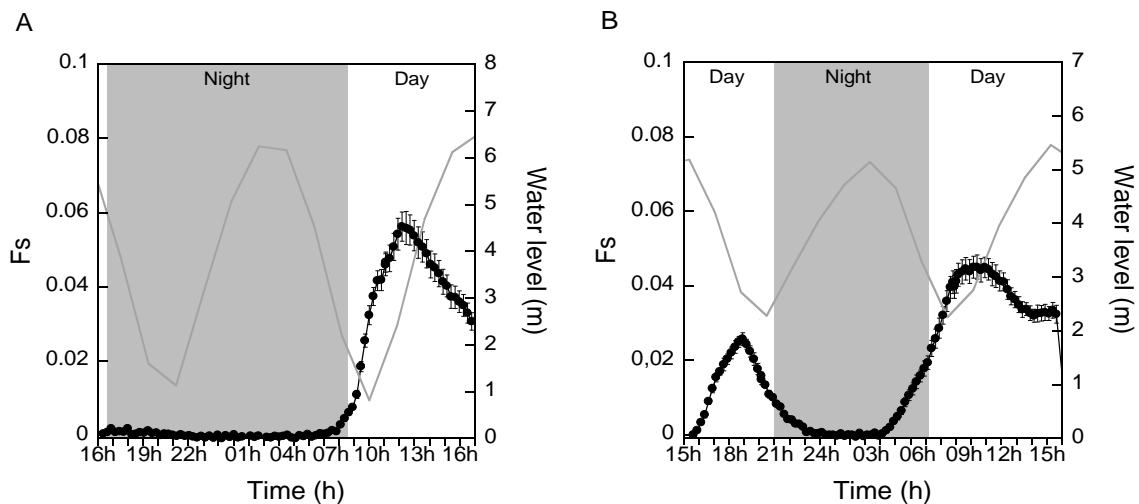 A
B
Night
Day
Day
Night
Day
0.1
0.08
0.06
0.04
0.02
0
8
7
6
5
4
3
2
1
0
Fs
Water level (m)
16h 19h 22h 01h 04h 07h 10h 13h 16h
Time (h)
0.1
0.08
0.06
0.04
0.02
0
7
6
5
4
3
2
1
0
Fs
Water level (m)
15h 18h 21h 24h 03h 06h 09h 12h 15h
Time (h)